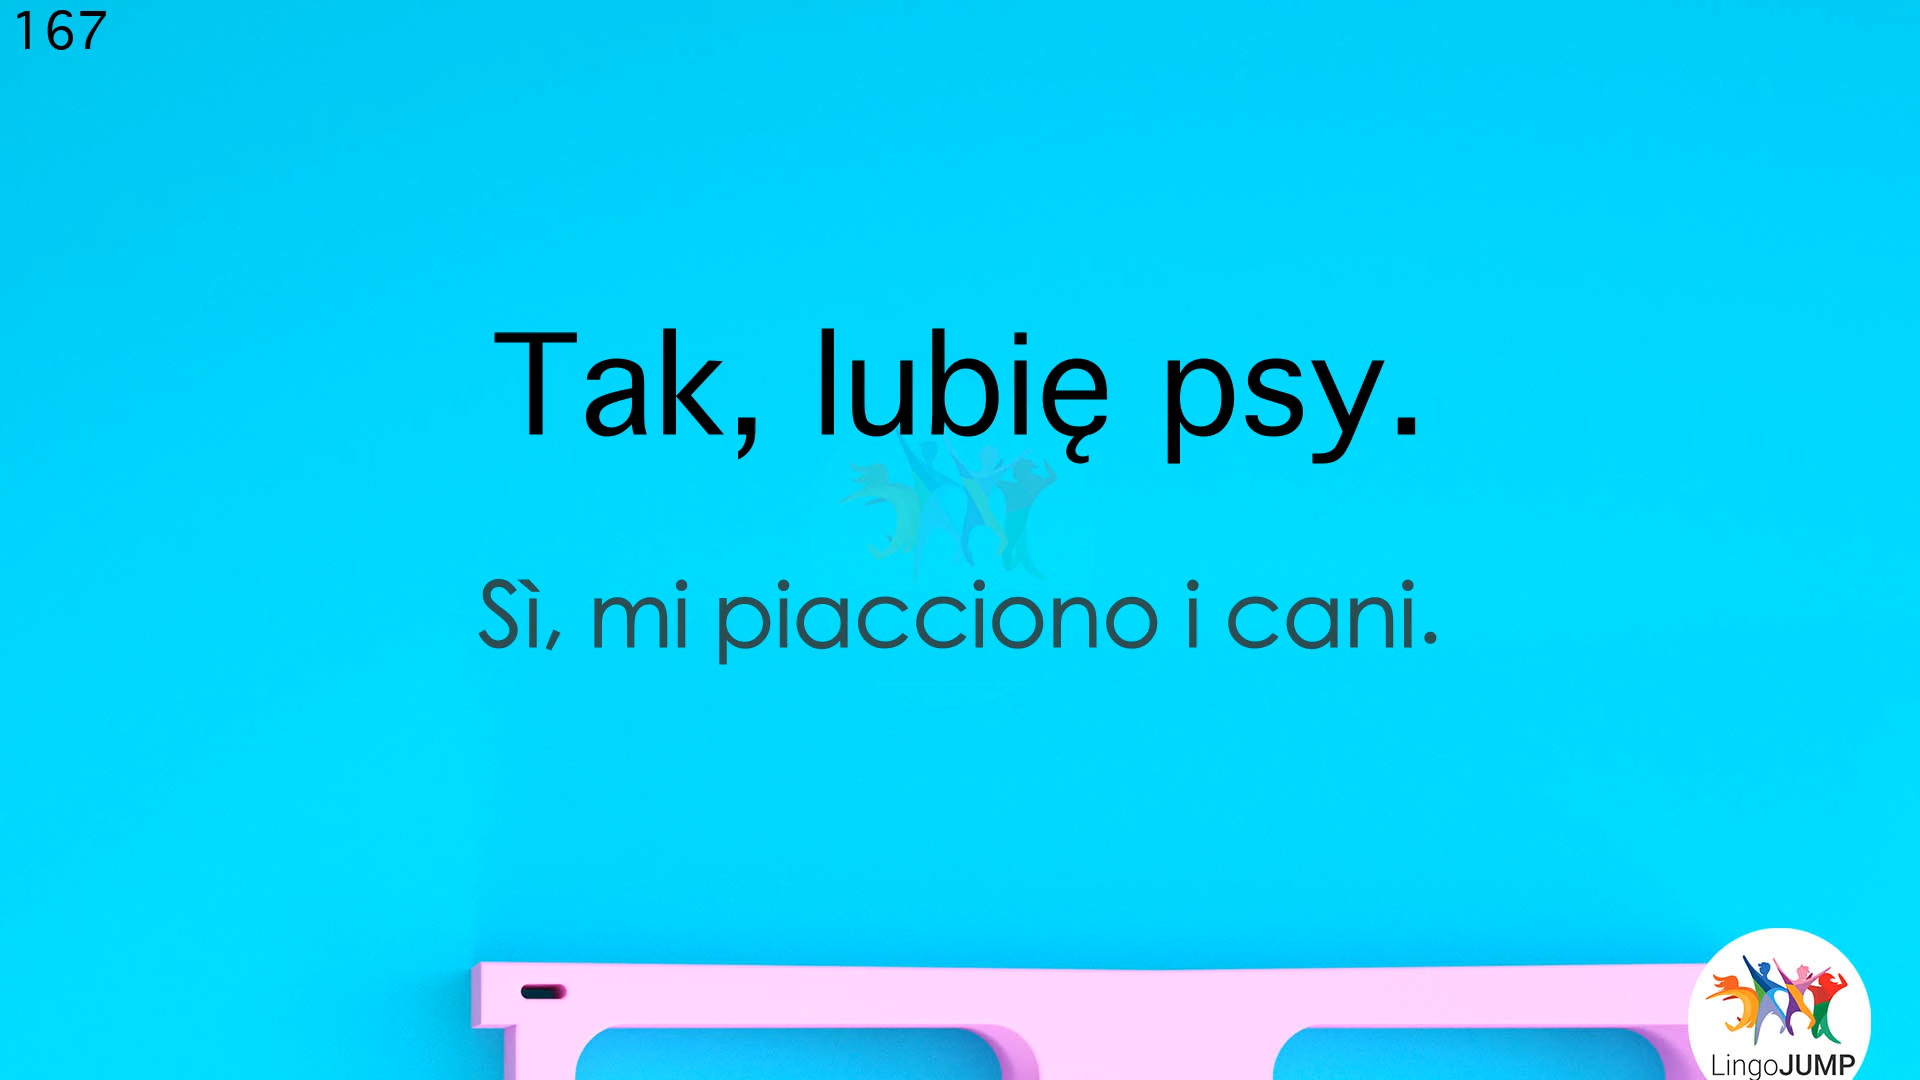 167
Tak, lubię psy.
Sì, mi piacciono i cani.
LingoJUMP